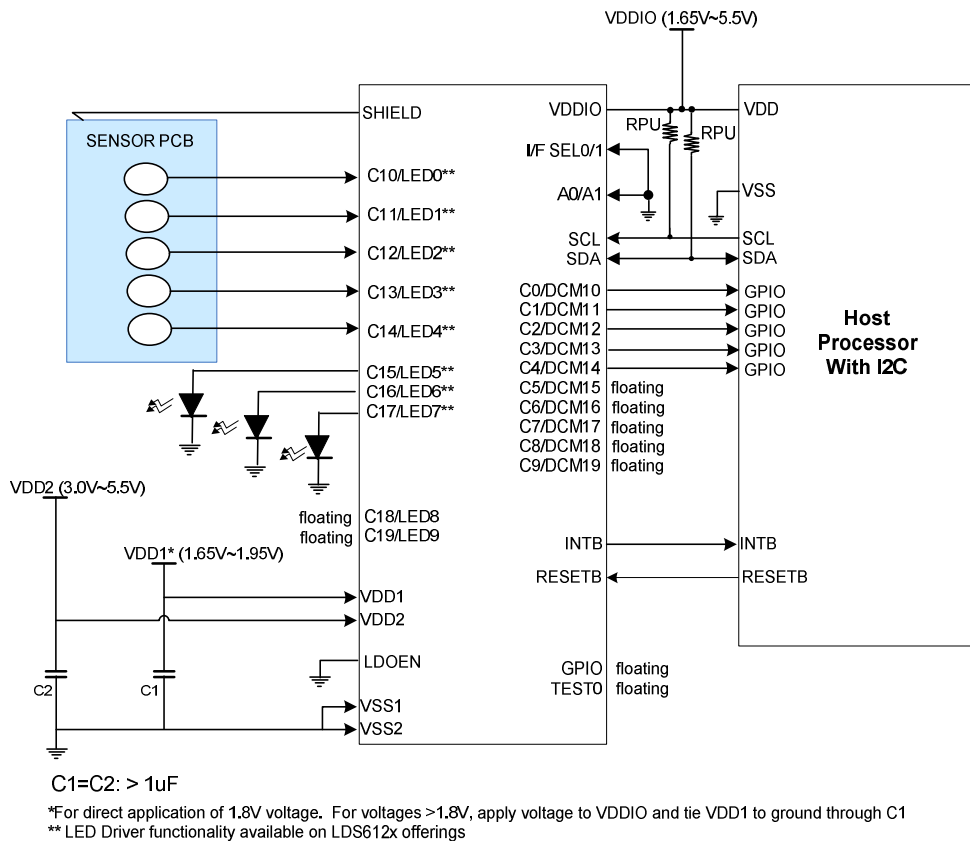 VDDIO (1.65V~5.5V)
SHIELD
VDDIO
VDD
RPU
RPU
SENSOR PCB
I/F SEL0/1
C10/LED0**
A0/A1
VSS
C11/LED1**
SCL
SCL
C12/LED2**
SDA
SDA
C13/LED3**
C0/DCM10
GPIO
C1/DCM11
GPIO
C14/LED4**
C2/DCM12
GPIO
C3/DCM13
GPIO
C4/DCM14
GPIO
Host
Processor
With I2C
C15/LED5**
C5/DCM15 floating
C16/LED6**
C6/DCM16 floating
C17/LED7**
C7/DCM17 floating
C8/DCM18 floating
C9/DCM19 floating
VDD2 (3.0V~5.5V)
floating C18/LED8
floating C19/LED9
VDD1* (1.65V~1.95V)
INTB
INTB
RESETB
RESETB
VDD1
VDD2
LDOEN
GPIO floating
TEST0 floating
C2
C1
VSS1
VSS2
C1=C2: > 1uF
*For direct application of 1.8V voltage. For voltages >1.8V, apply voltage to VDDIO and tie VDD1 to ground through C1
** LED Driver functionality available on LDS612x offerings